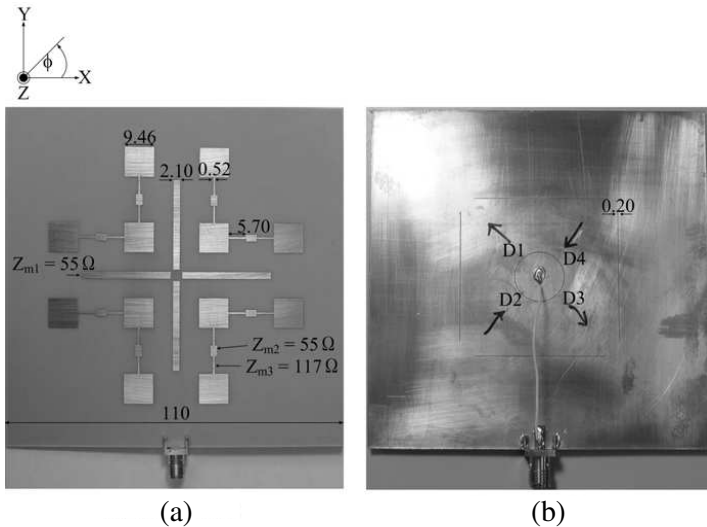 Y
ϕ
X
Z
9.46
2.10
0.52
5.70
Zm1 = 55 Ω
Zm2 = 55 Ω
Zm3 = 117 Ω
110
0.20
D1
D4
D2
D3
(a)
(b)